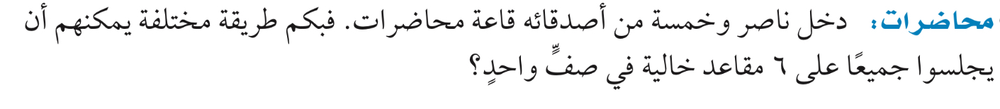 محاضرات: دخل ناصر وخمسة من أصدقائه قاعة محاضرات. فبكم طريقة مختلفة يمكنهم أن
يجلسوا جميعًا على ٦ مقاعد خالية في صفٍّ واحدٍ؟